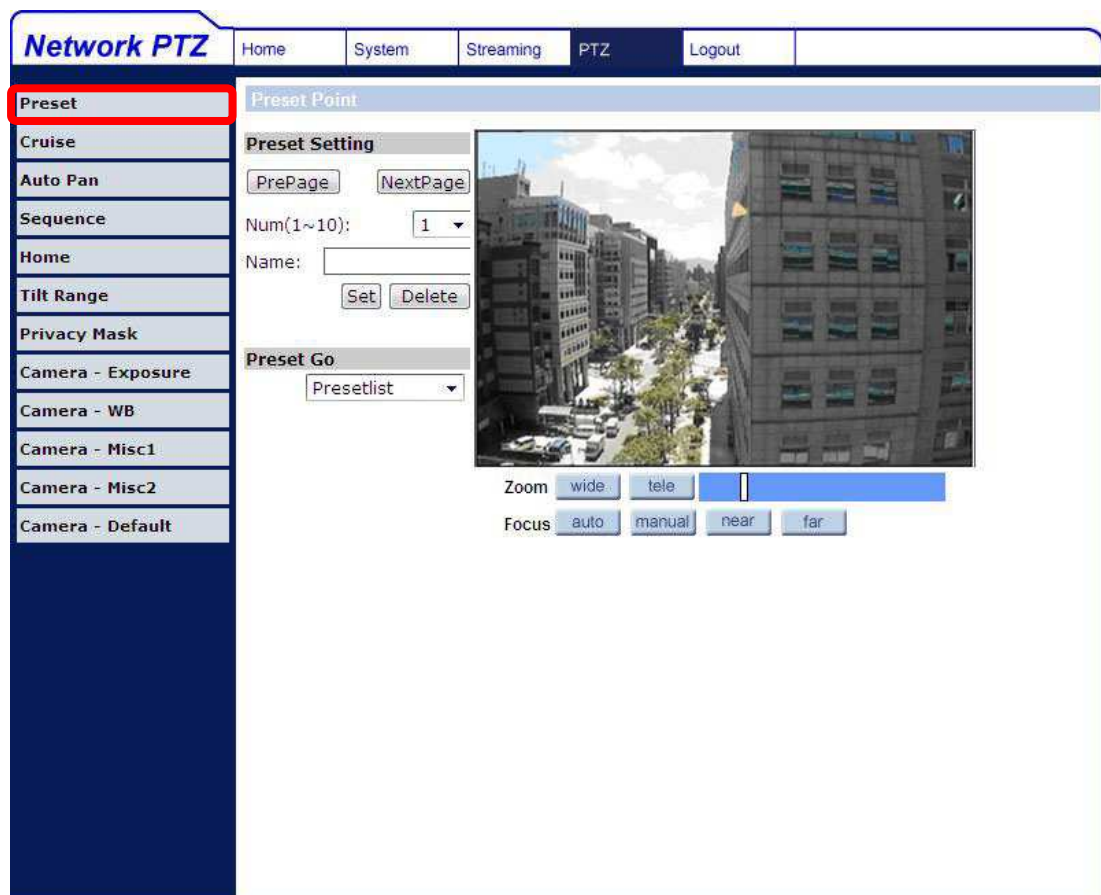 Network PTZ
Home System Streaming PTZ Logout
Preset
Cruise
Auto Pan
Sequence
Home
Tilt Range
Privacy Mask
Camera - Exposure
Camera - WB
Camera - Misc1
Camera - Misc2
Camera - Default
Preset Point
Preset Setting
PrePage NextPage
Num(1~10): 1
Name:
Set Delete
Preset Go
Presetlist
Zoom wide tele
Focus auto manual near far